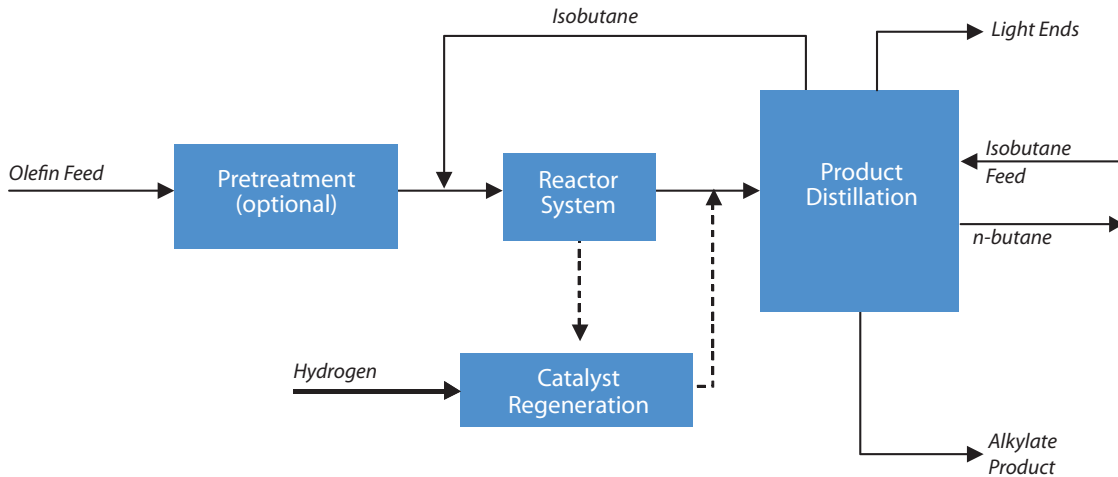 Isobutane
Light Ends
Olefin Feed
Pretreatment
(optional)
Reactor
System
Product
Distillation
Isobutane
Feed
n-butane
Hydrogen
Catalyst
Regeneration
Alkylate
Product